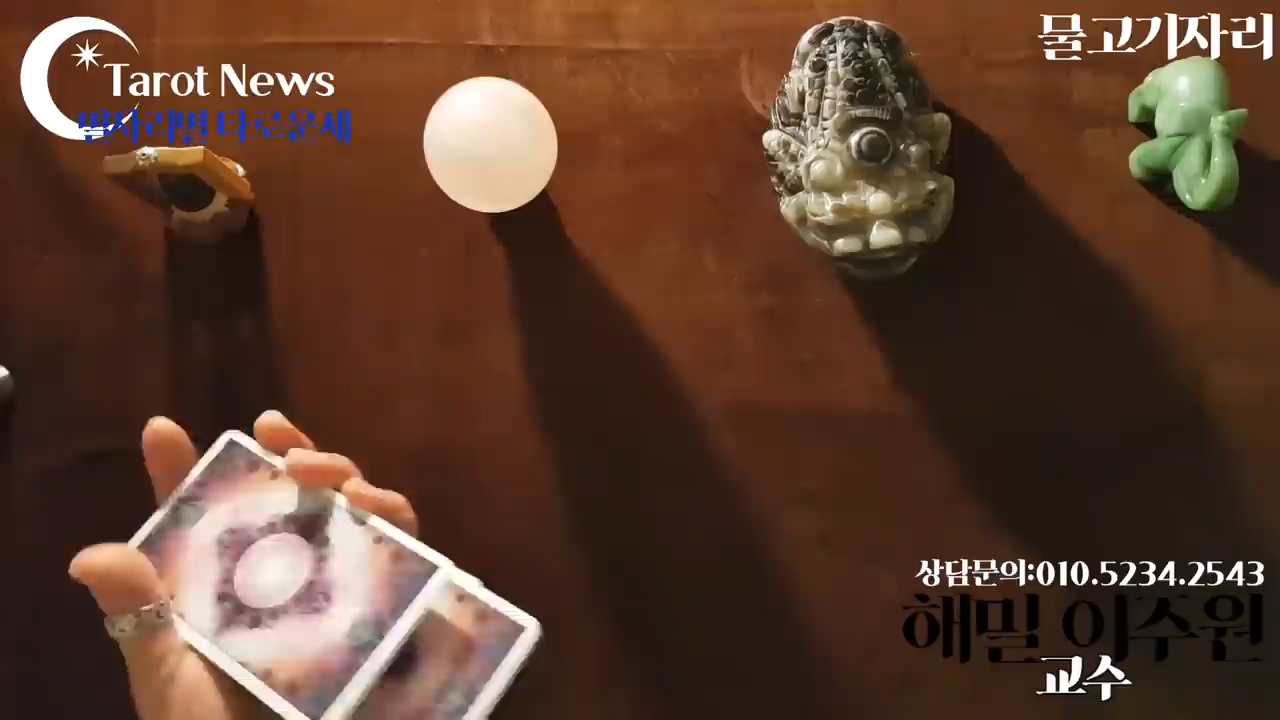 물고기자리
Tarot News
별자리별 타로운세
상담문의:010.5234.2543
해밀 이주원
교수